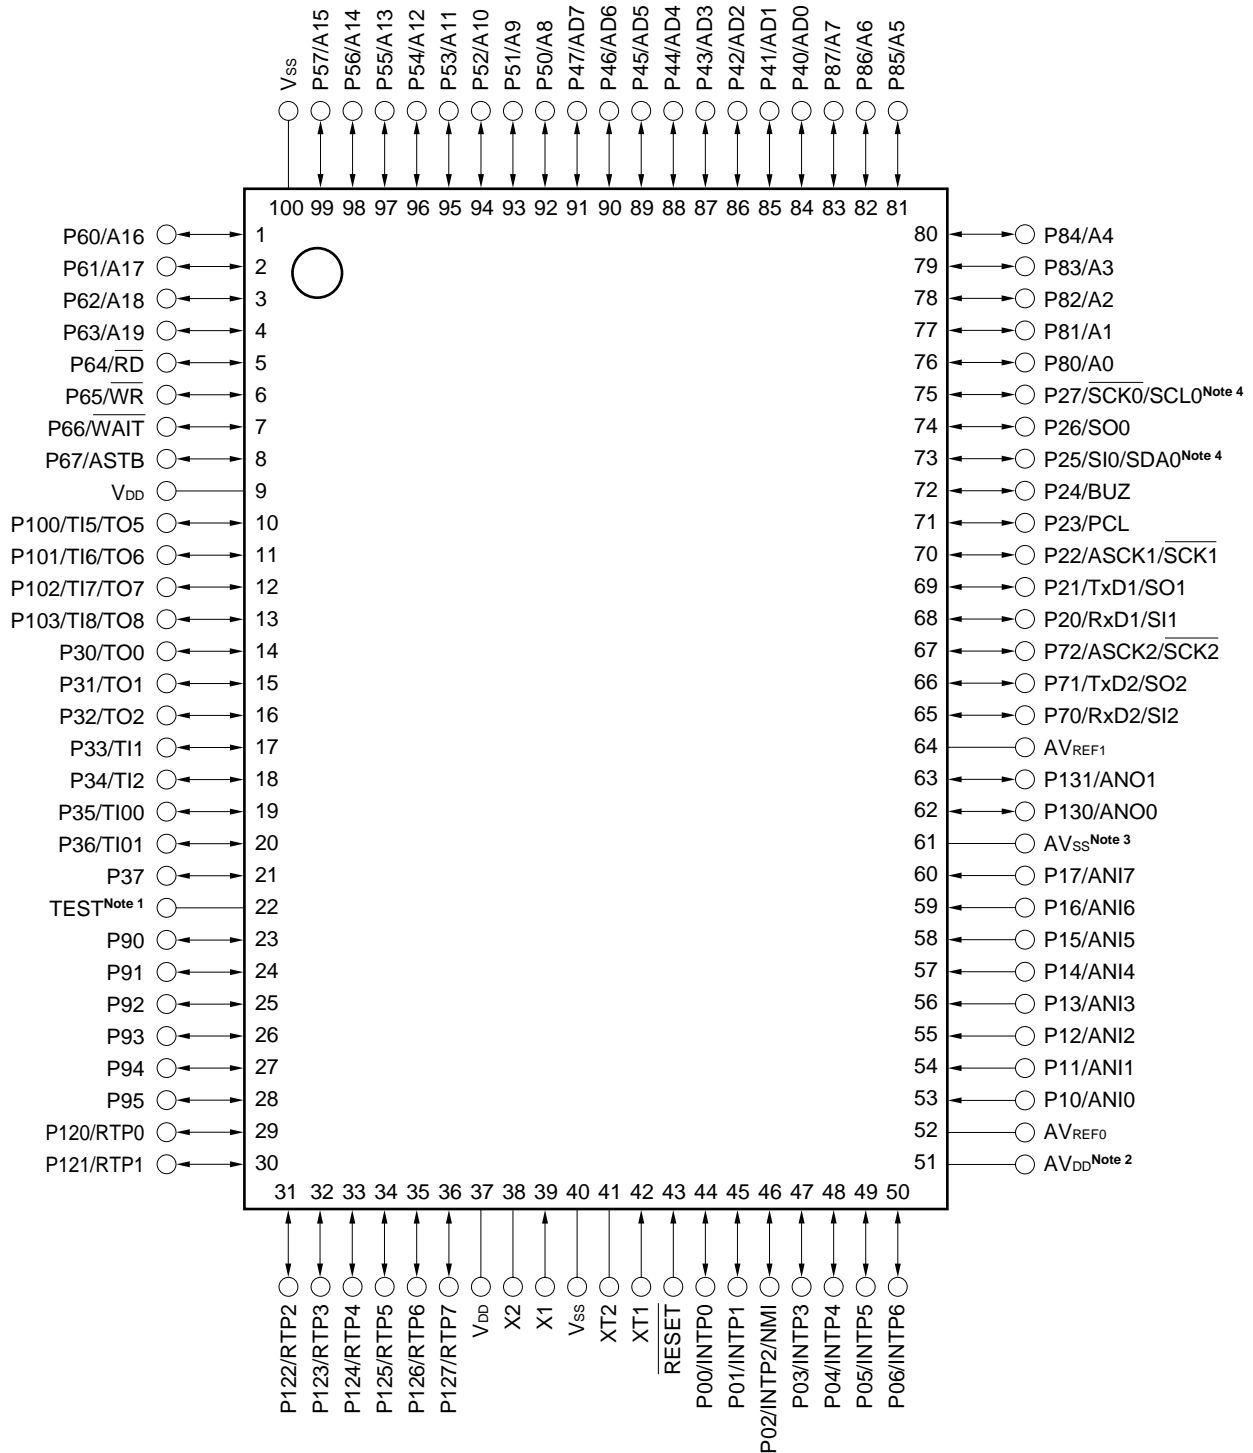 VSS
P57/A15
P56/A14
P55/A13
P54/A12
P53/A11
P52/A10
P51/A9
P50/A8
P47/AD7
P46/AD6
P45/AD5
P44/AD4
P43/AD3
P42/AD2
P41/AD1
P40/AD0
P87/A7
P86/A6
P85/A5
100 99 98 97 96 95 94 93 92 91 90 89 88 87 86 85 84 83 82 81
P60/A16 1
P61/A17 2
P62/A18 3
P63/A19 4
P64/R̅D̅ 5
P65/W̅R̅ 6
P66/W̅A̅I̅T̅ 7
P67/ASTB 8
VDD 9
P100/TI5/TO5 10
P101/TI6/TO6 11
P102/TI7/TO7 12
P103/TI8/TO8 13
P30/TO0 14
P31/TO1 15
P32/TO2 16
P33/TI1 17
P34/TI2 18
P35/TI00 19
P36/TI01 20
P37 21
TEST Note 1 22
P90 23
P91 24
P92 25
P93 26
P94 27
P95 28
P120/RTP0 29
P121/RTP1 30
80 P84/A4
79 P83/A3
78 P82/A2
77 P81/A1
76 P80/A0
75 P27/S̅C̅K̅0̅/SCL0 Note 4
74 P26/SO0
73 P25/SI0/SDA0 Note 4
72 P24/BUZ
71 P23/PCL
70 P22/ASCK1/S̅C̅K̅1̅
69 P21/TxD1/SO1
68 P20/RxD1/SI1
67 P72/ASCK2/S̅C̅K̅2̅
66 P71/TxD2/SO2
65 P70/RxD2/SI2
64 AVREF1
63 P131/ANO1
62 P130/ANO0
61 AVSS Note 3
60 P17/ANI7
59 P16/ANI6
58 P15/ANI5
57 P14/ANI4
56 P13/ANI3
55 P12/ANI2
54 P11/ANI1
53 P10/ANI0
52 AVREF0
51 AVDD Note 2
31 32 33 34 35 36 37 38 39 40 41 42 43 44 45 46 47 48 49 50
P122/RTP2
P123/RTP3
P124/RTP4
P125/RTP5
P126/RTP6
P127/RTP7
VDD
X2
X1
VSS
XT2
XT1
R̅E̅S̅E̅T̅
P00/INTP0
P01/INTP1
P02/INTP2/NMI
P03/INTP3
P04/INTP4
P05/INTP5
P06/INTP6